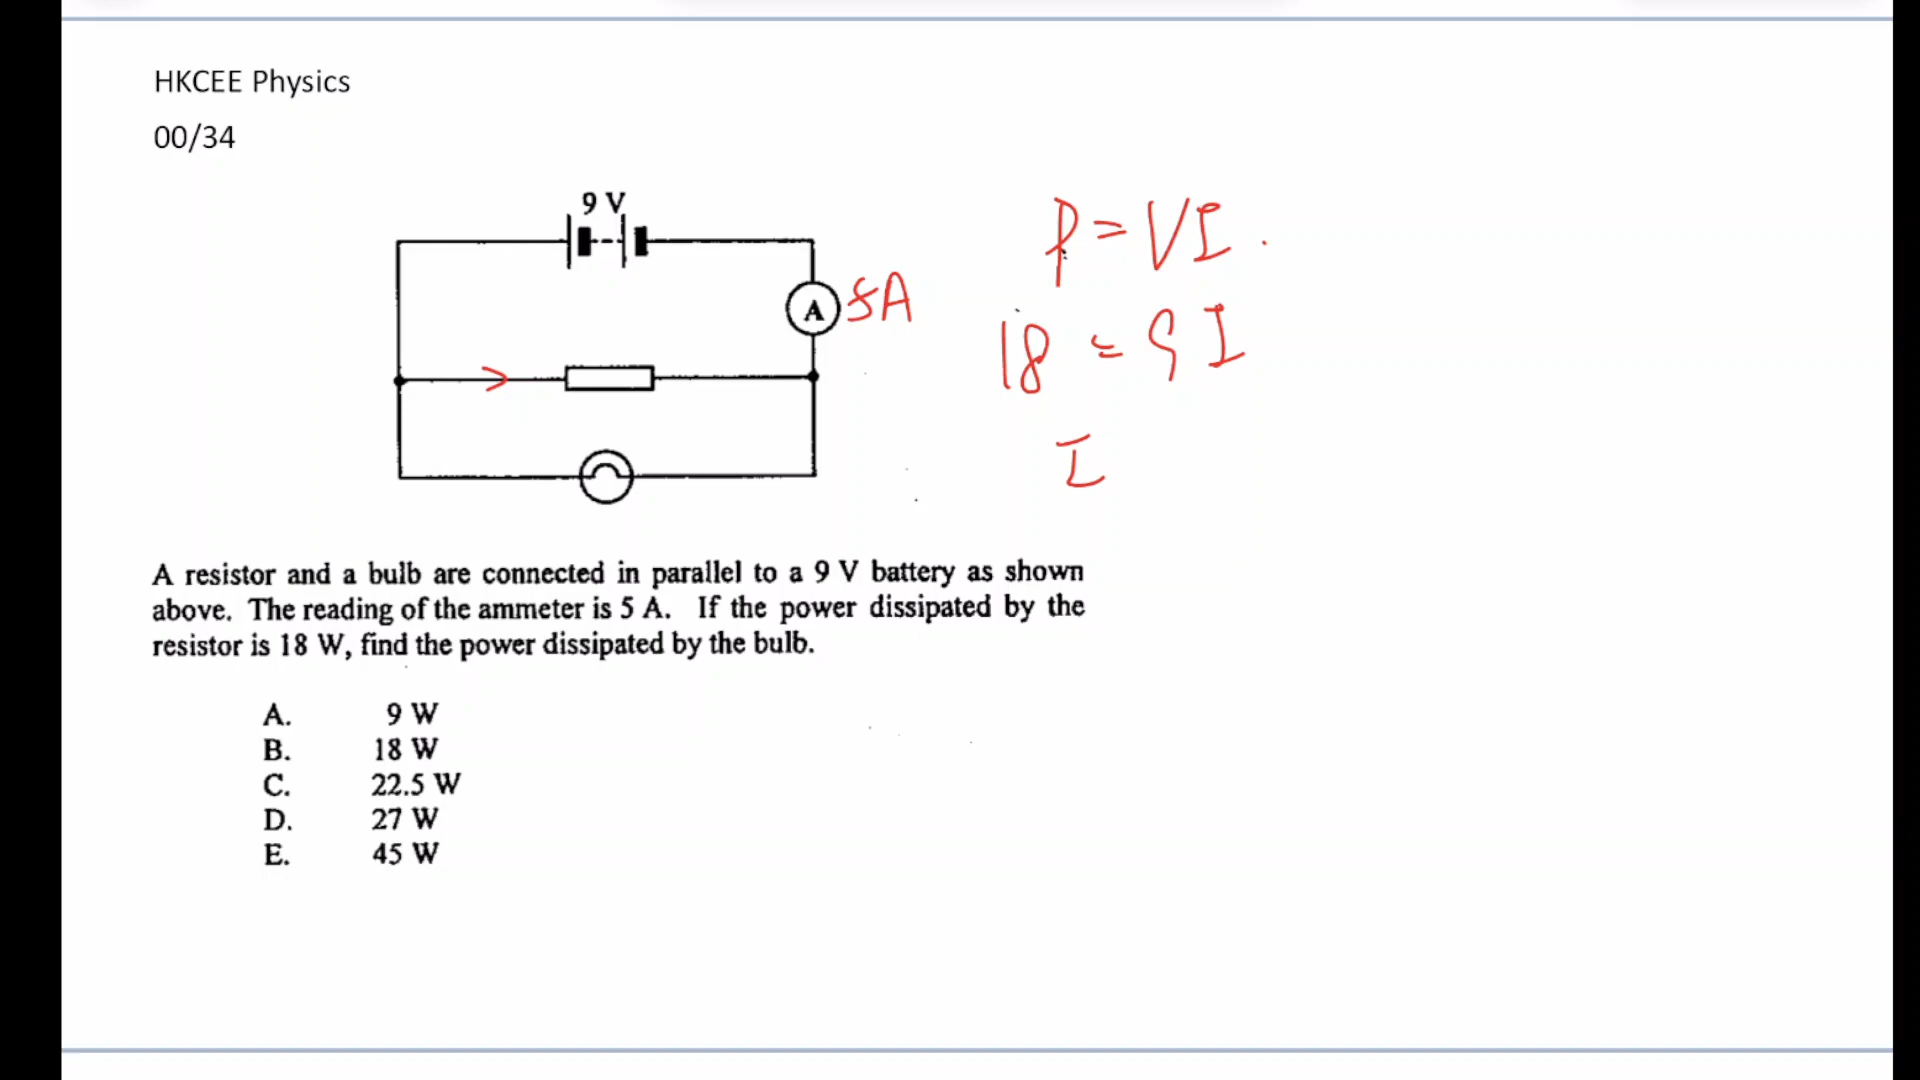 HKCEE Physics
00/34
9 V
A
5A
P = VI .
18 = 9 I
I
A resistor and a bulb are connected in parallel to a 9 V battery as shown
above. The reading of the ammeter is 5 A. If the power dissipated by the
resistor is 18 W, find the power dissipated by the bulb.
A. 9 W
B. 18 W
C. 22.5 W
D. 27 W
E. 45 W